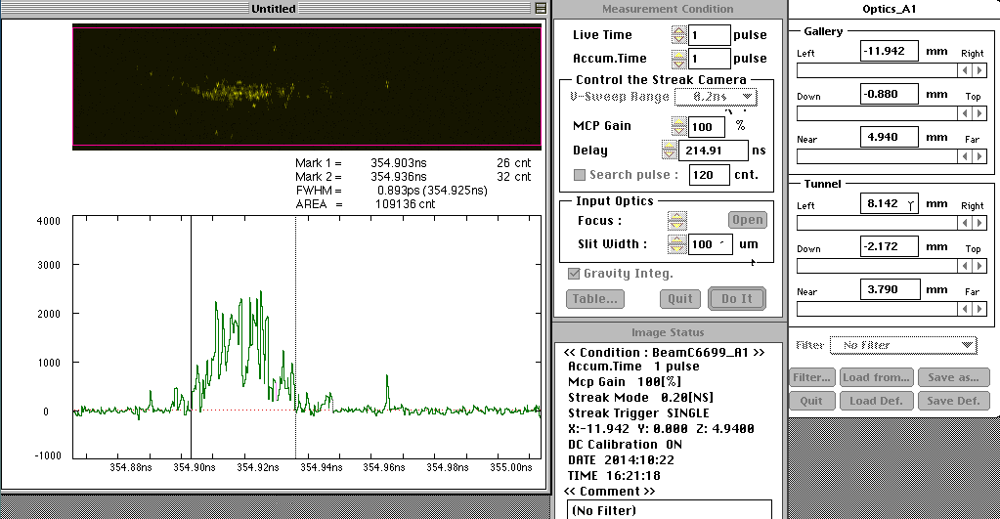 Untitled
Mark 1 = 354.903ns 26 cnt
Mark 2 = 354.936ns 32 cnt
FWHM = 0.893ps (354.925ns)
AREA = 109136 cnt
4000
3000
2000
1000
0
-1000
354.88ns 354.90ns 354.92ns 354.94ns 354.96ns 354.98ns 355.00ns
Measurement Condition
Live Time 1 pulse
Accum.Time 1 pulse
Control the Streak Camera
V-Sweep Range 0.2ns
MCP Gain 100 %
Delay 214.91 ns
Search pulse : 120 cnt.
Input Optics
Focus : Open
Slit Width : 100 um
Gravity Integ.
Table... Quit Do It
Image Status
<< Condition : BeamC6699_A1 >>
Accum.Time 1 pulse
Mcp Gain 100[%]
Streak Mode 0.20[NS]
Streak Trigger SINGLE
X:-11.942 Y: 0.000 Z: 4.9400
DC Calibration ON
DATE 2014:10:22
TIME 16:21:18
<< Comment >>
(No Filter)
Optics_A1
Gallery
Left -11.942 mm Right
Down -0.880 mm Top
Near 4.940 mm Far
Tunnel
Left 8.142 mm Right
Down -2.172 mm Top
Near 3.790 mm Far
Filter No Filter
Filter... Load from... Save as...
Quit Load Def. Save Def.